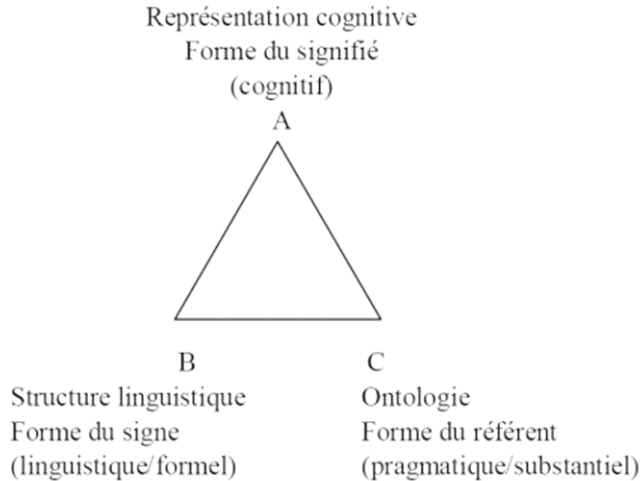 Représentation cognitive
Forme du signifié
(cognitif)
A
B
Structure linguistique
Forme du signe
(linguistique/formel)
C
Ontologie
Forme du référent
(pragmatique/substantiel)